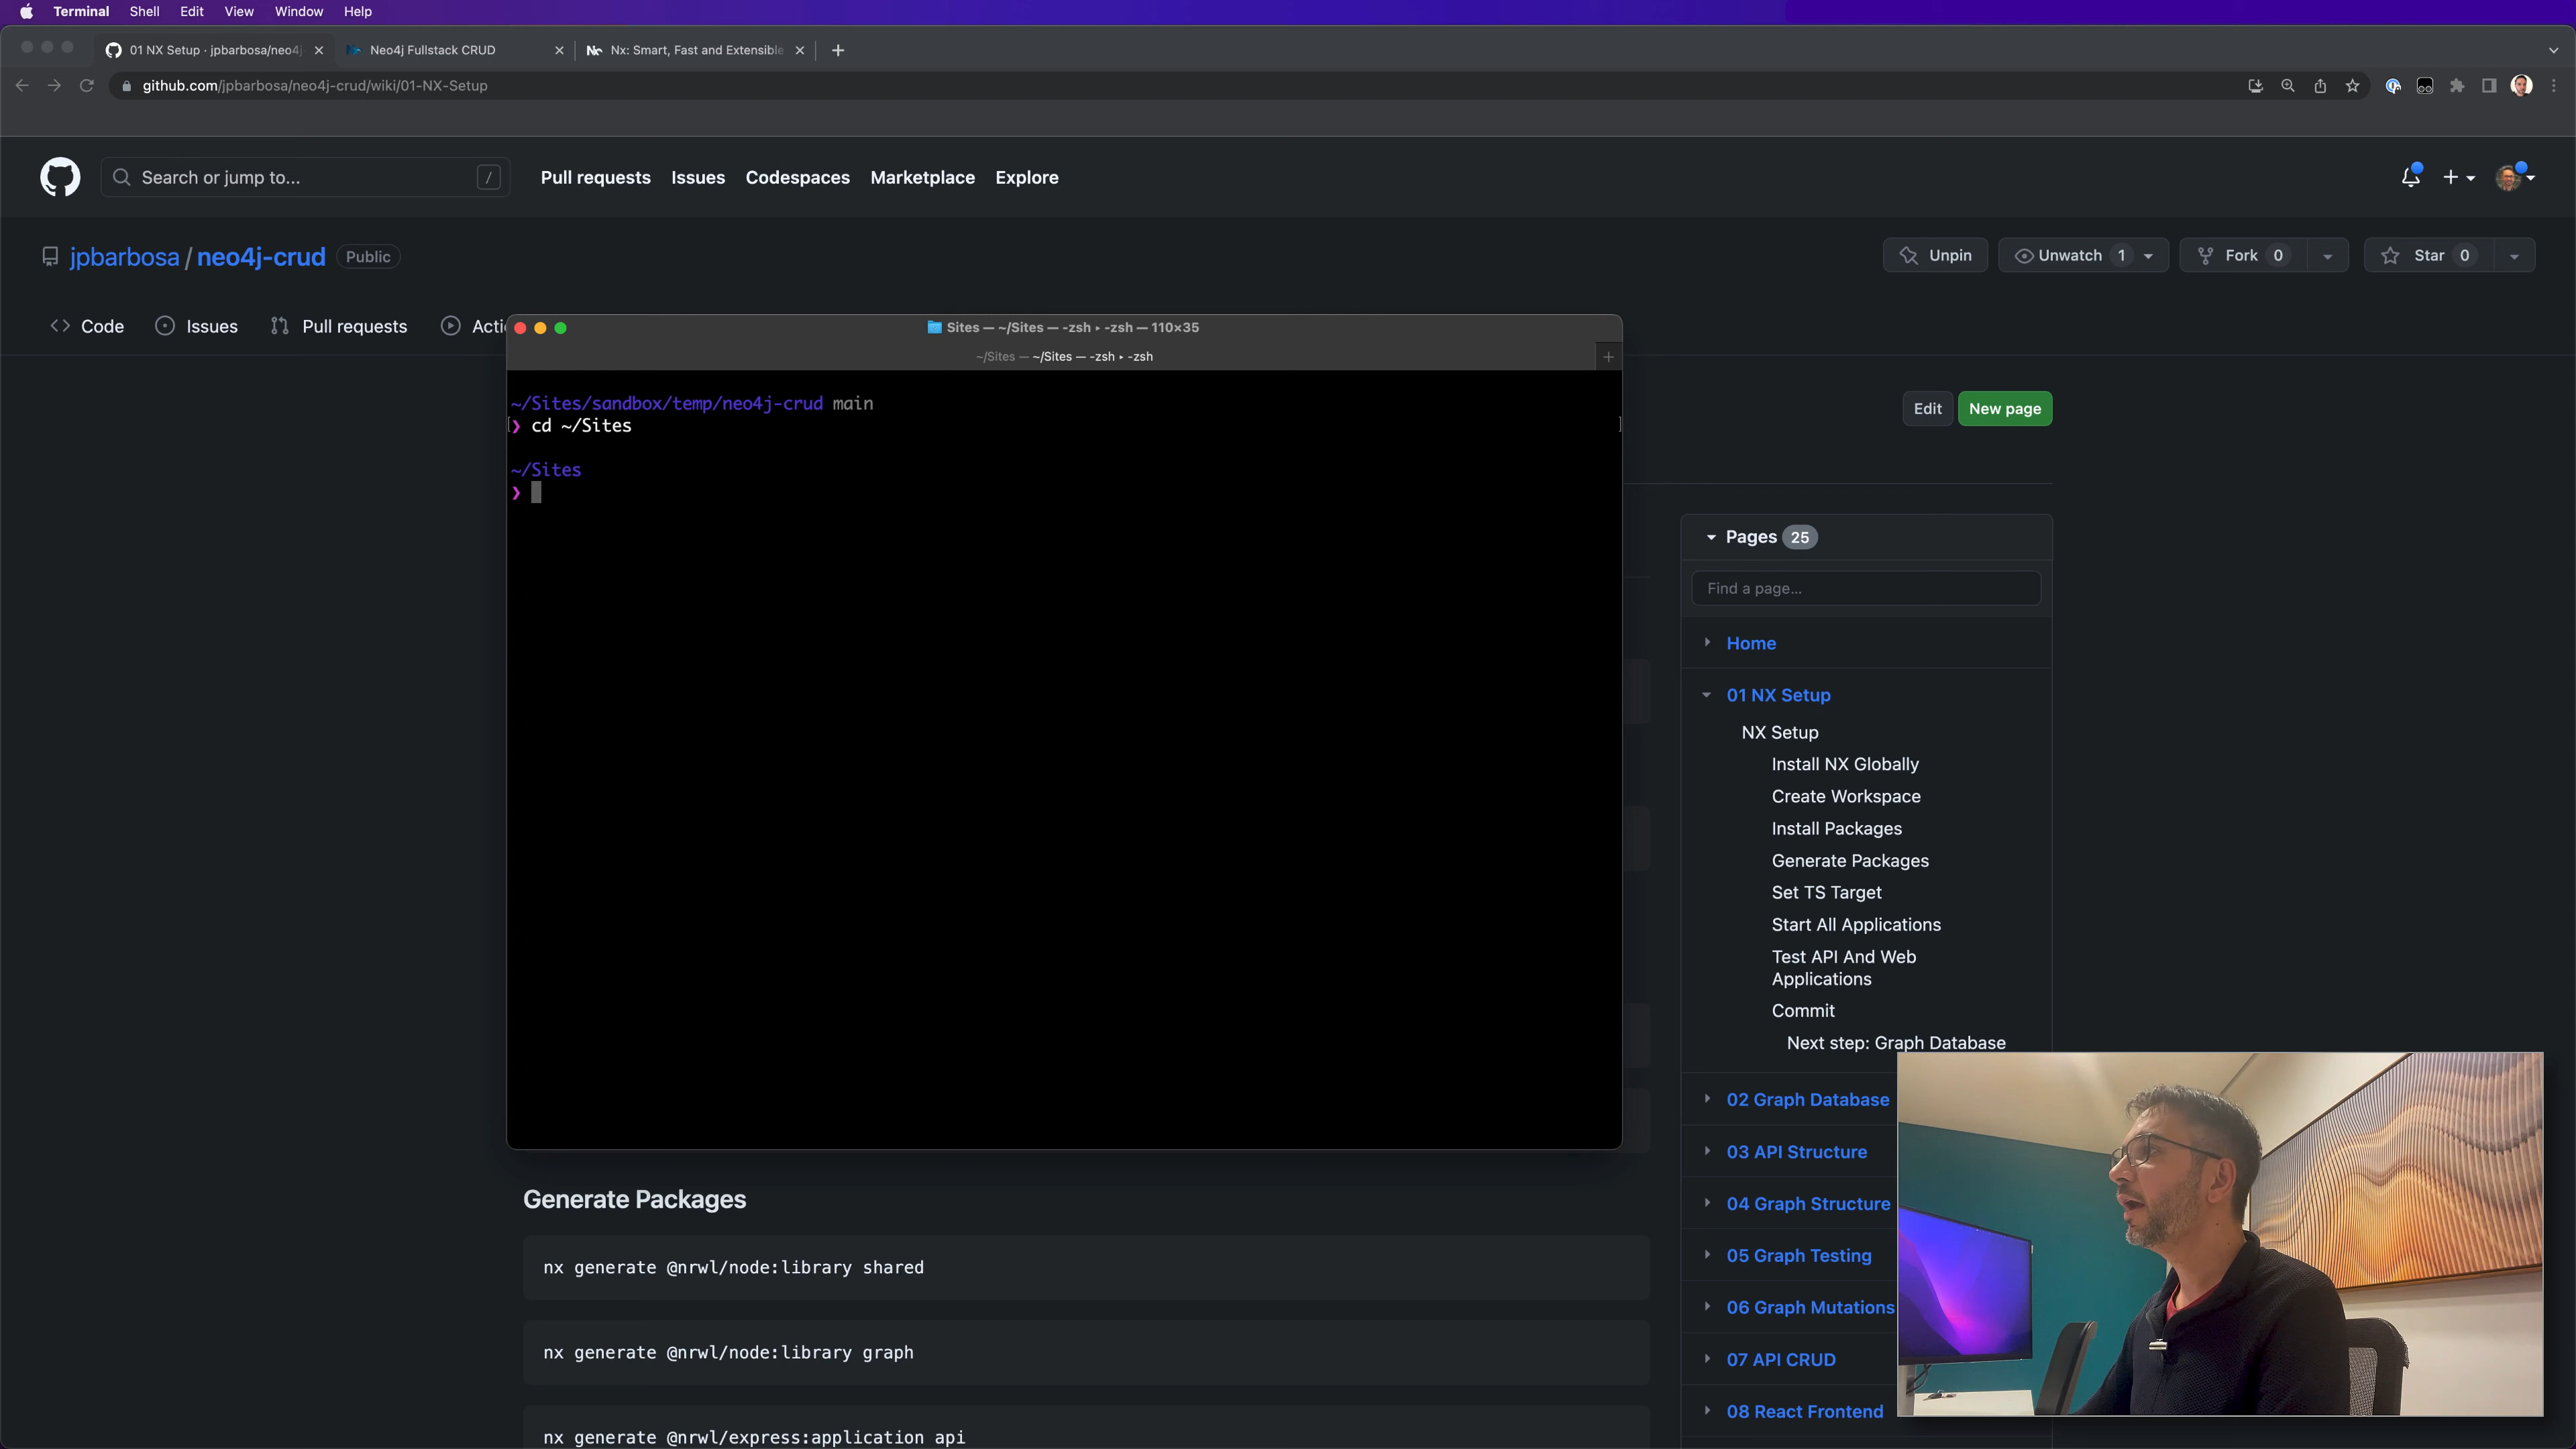 Terminal Shell Edit View Window Help
01 NX Setup · jpbarbosa/neo4j
Neo4j Fullstack CRUD
Nx: Smart, Fast and Extensible
github.com/jpbarbosa/neo4j-crud/wiki/01-NX-Setup
Search or jump to... /
Pull requests Issues Codespaces Marketplace Explore
jpbarbosa / neo4j-crud Public
Unpin Unwatch 1 Fork 0 Star 0
Code Issues Pull requests Acti
Sites — ~/Sites — -zsh ▸ -zsh — 110×35
~/Sites — ~/Sites — -zsh ▸ -zsh
~/Sites/sandbox/temp/neo4j-crud main
❯ cd ~/Sites
~/Sites
❯
Edit New page
Pages 25
Find a page...
Home
01 NX Setup
NX Setup
Install NX Globally
Create Workspace
Install Packages
Generate Packages
Set TS Target
Start All Applications
Test API And Web
Applications
Commit
Next step: Graph Database
02 Graph Database
03 API Structure
04 Graph Structure
05 Graph Testing
06 Graph Mutations
07 API CRUD
08 React Frontend
Generate Packages
nx generate @nrwl/node:library shared
nx generate @nrwl/node:library graph
nx generate @nrwl/express:application api